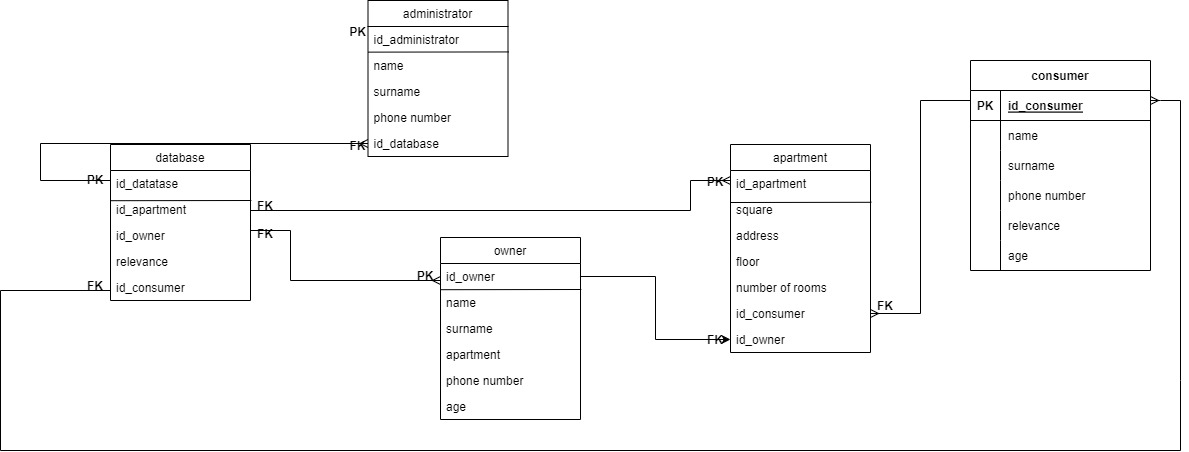 administrator
PK
id_administrator
name
surname
phone number
FK
id_database
database
PK
id_datatase
id_apartment
FK
id_owner
FK
relevance
FK
id_consumer
owner
PK
id_owner
name
surname
apartment
phone number
age
apartment
PK
id_apartment
square
address
floor
number of rooms
id_consumer
FK
FK
id_owner
consumer
PK
id_consumer
name
surname
phone number
relevance
age